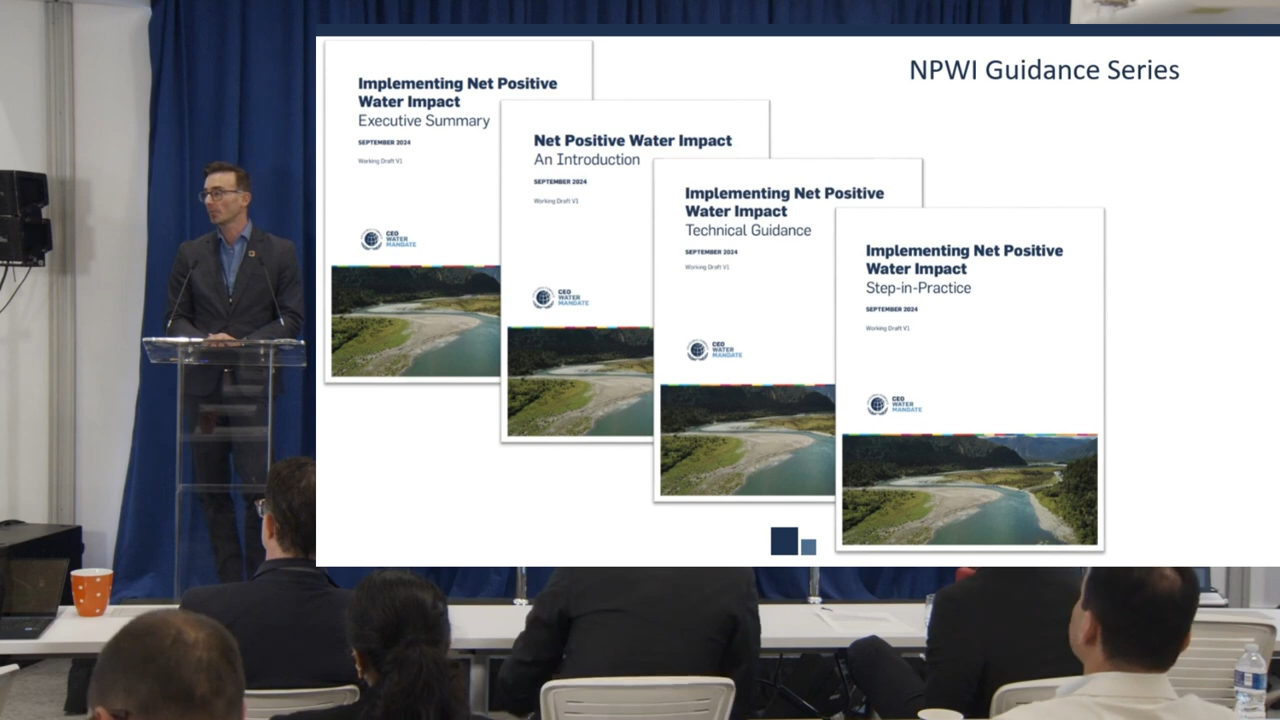 NPWI Guidance Series
Implementing Net Positive
Water Impact
Executive Summary
SEPTEMBER 2024
Working Draft V1
CEO
WATER
MANDATE
Net Positive Water Impact
An Introduction
SEPTEMBER 2024
Working Draft V1
CEO
WATER
MANDATE
Implementing Net Positive
Water Impact
Technical Guidance
SEPTEMBER 2024
Working Draft V1
CEO
WATER
MANDATE
Implementing Net Positive
Water Impact
Step-in-Practice
SEPTEMBER 2024
Working Draft V1
CEO
WATER
MANDATE